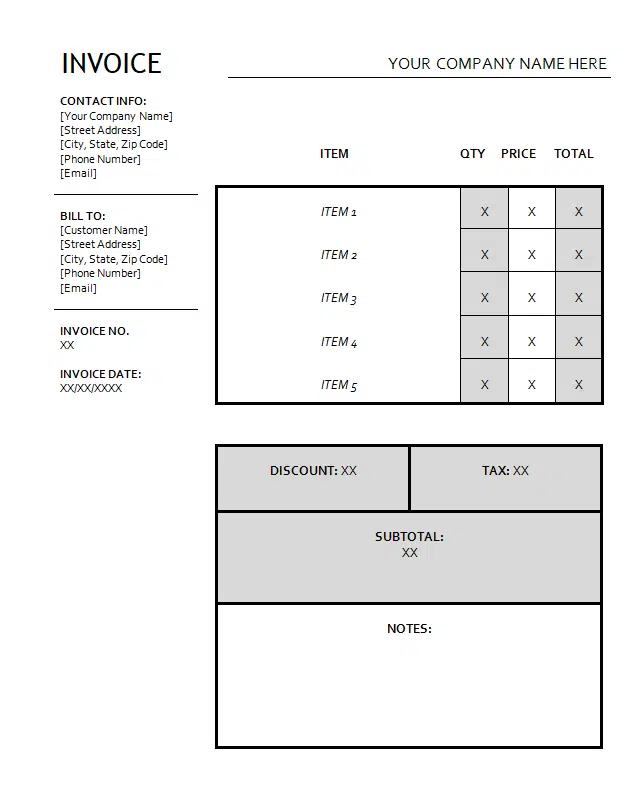 INVOICE
YOUR COMPANY NAME HERE
CONTACT INFO:
[Your Company Name]
[Street Address]
[City, State, Zip Code]
[Phone Number]
[Email]
BILL TO:
[Customer Name]
[Street Address]
[City, State, Zip Code]
[Phone Number]
[Email]
INVOICE NO.
XX
INVOICE DATE:
XX/XX/XXXX
ITEM QTY PRICE TOTAL
ITEM 1 X X X
ITEM 2 X X X
ITEM 3 X X X
ITEM 4 X X X
ITEM 5 X X X
DISCOUNT: XX TAX: XX
SUBTOTAL:
XX
NOTES: